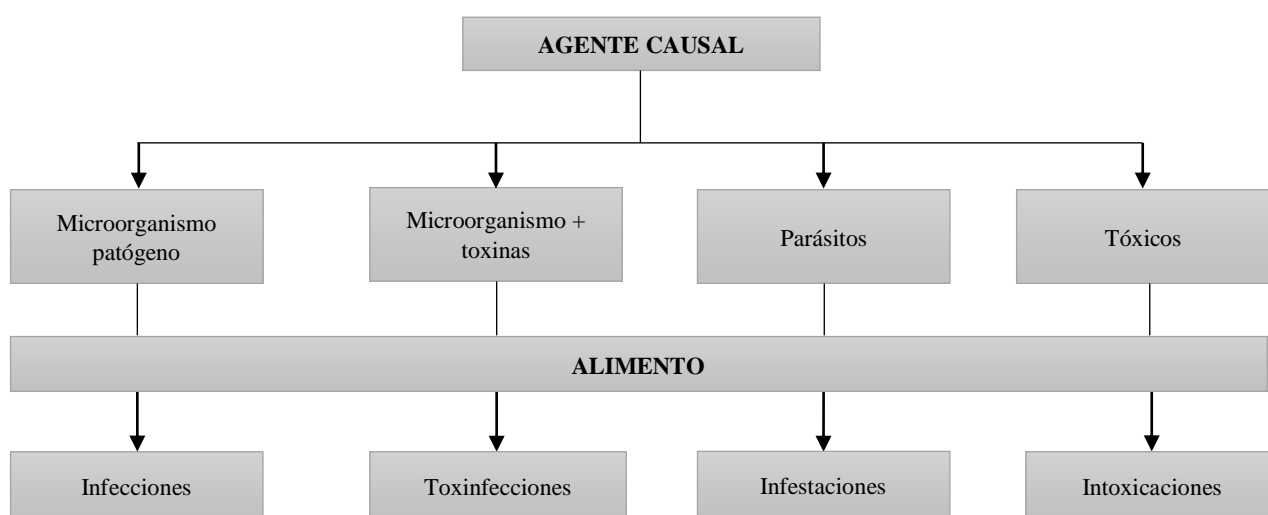 AGENTE CAUSAL
Microorganismo
patógeno
Microorganismo +
toxinas
Parásitos
Tóxicos
ALIMENTO
Infecciones
Toxinfecciones
Infestaciones
Intoxicaciones